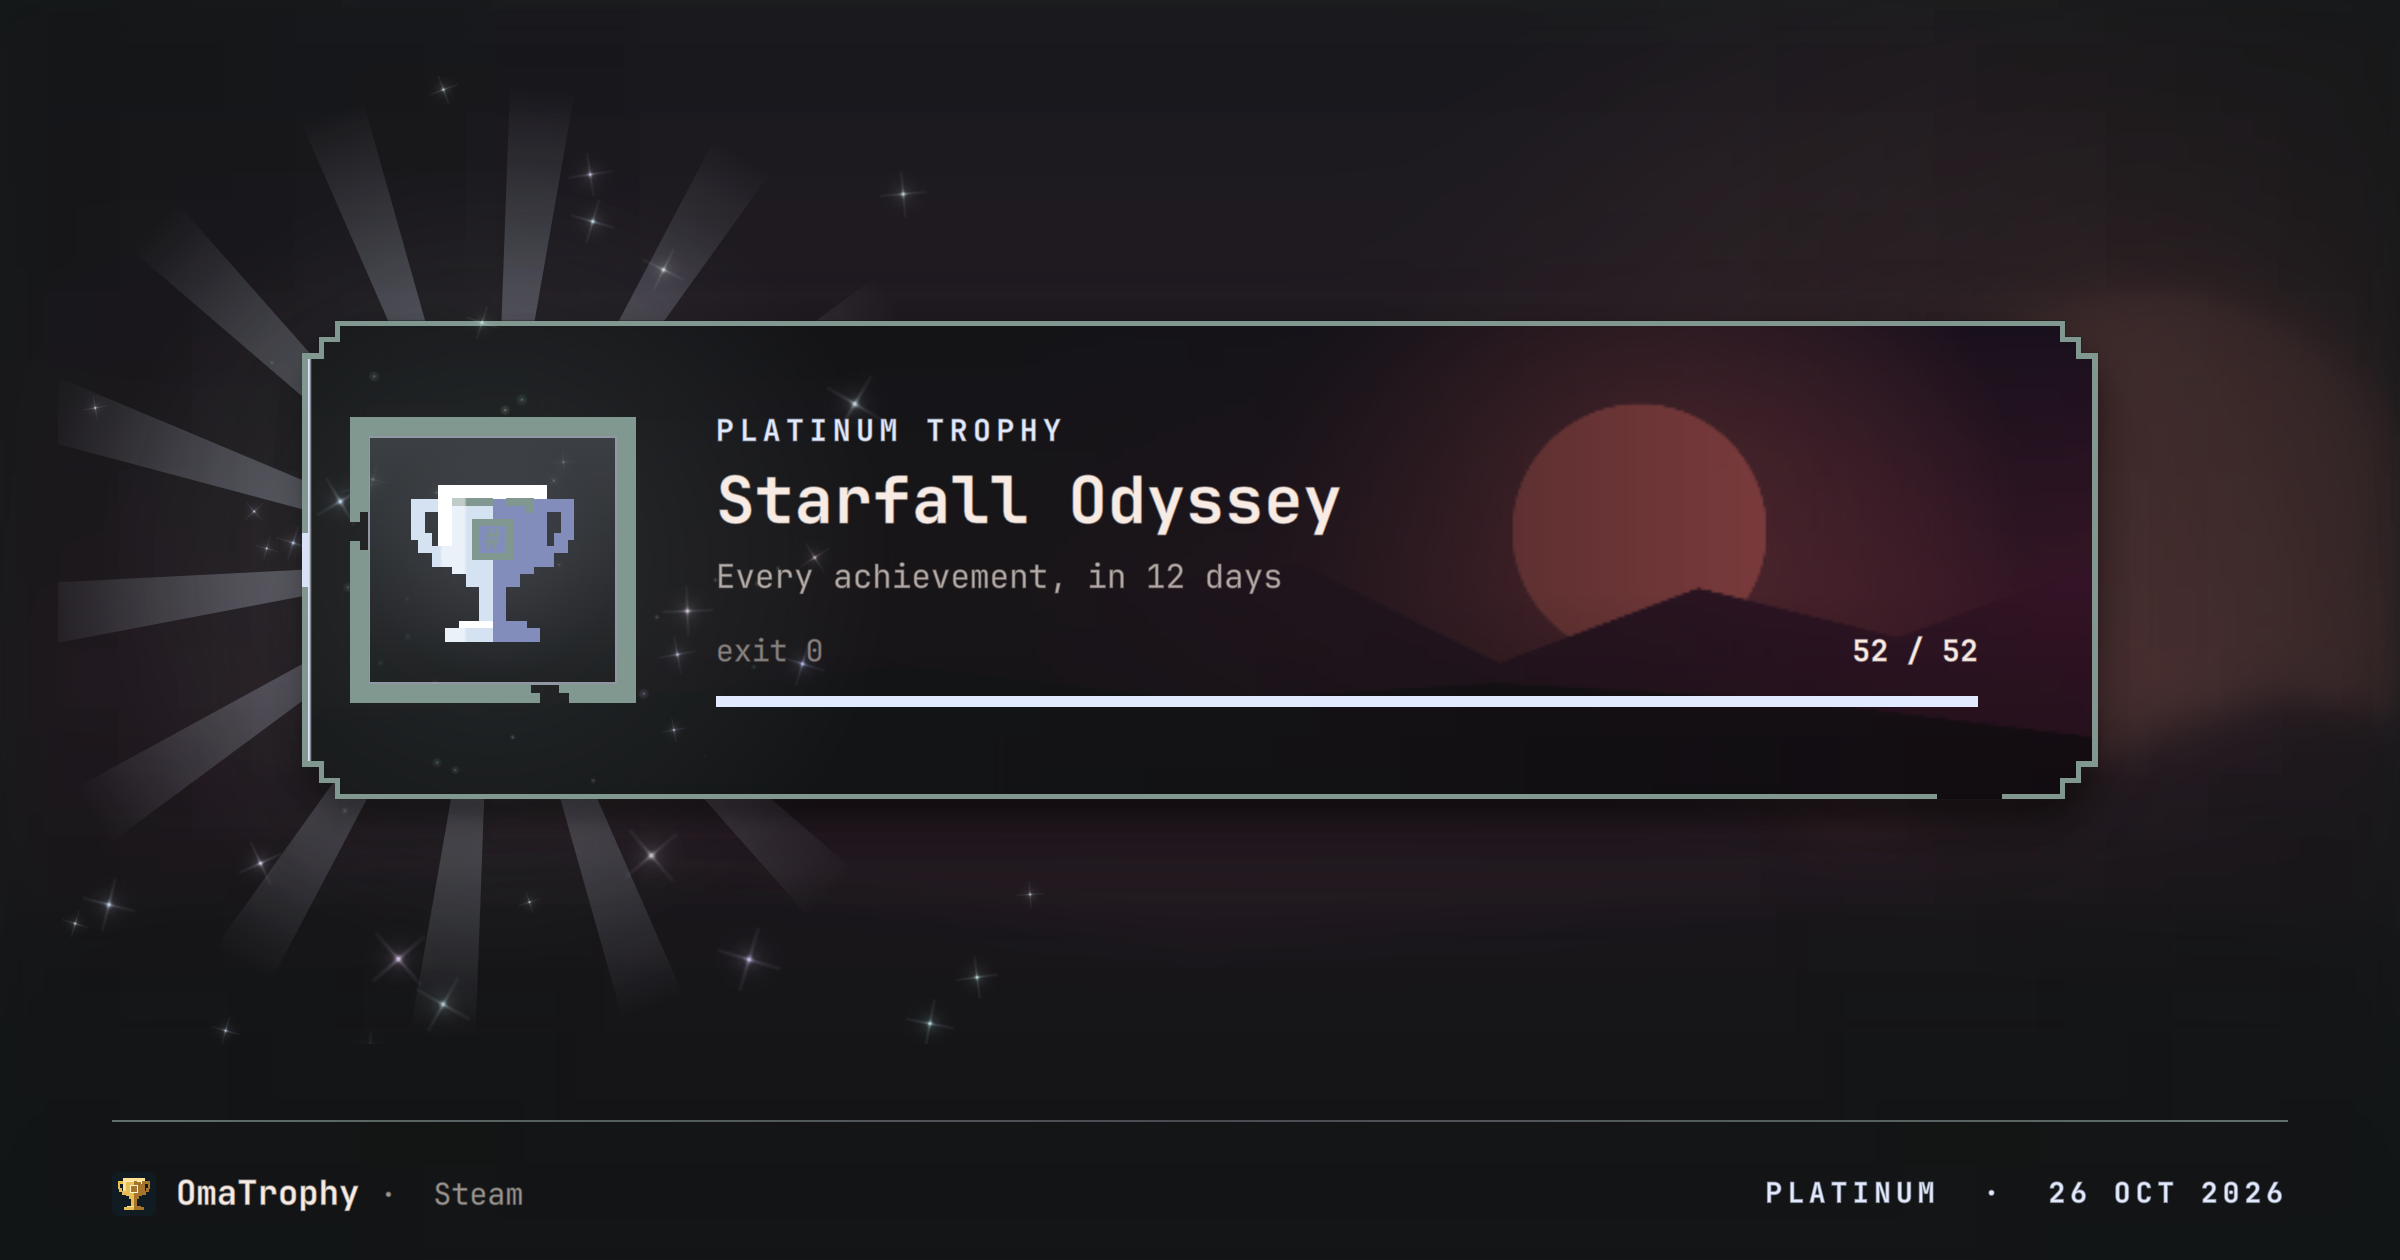 PLATINUM TROPHY
Starfall Odyssey
Every achievement, in 12 days
exit 0
52 / 52
OmaTrophy · Steam
PLATINUM · 26 OCT 2026